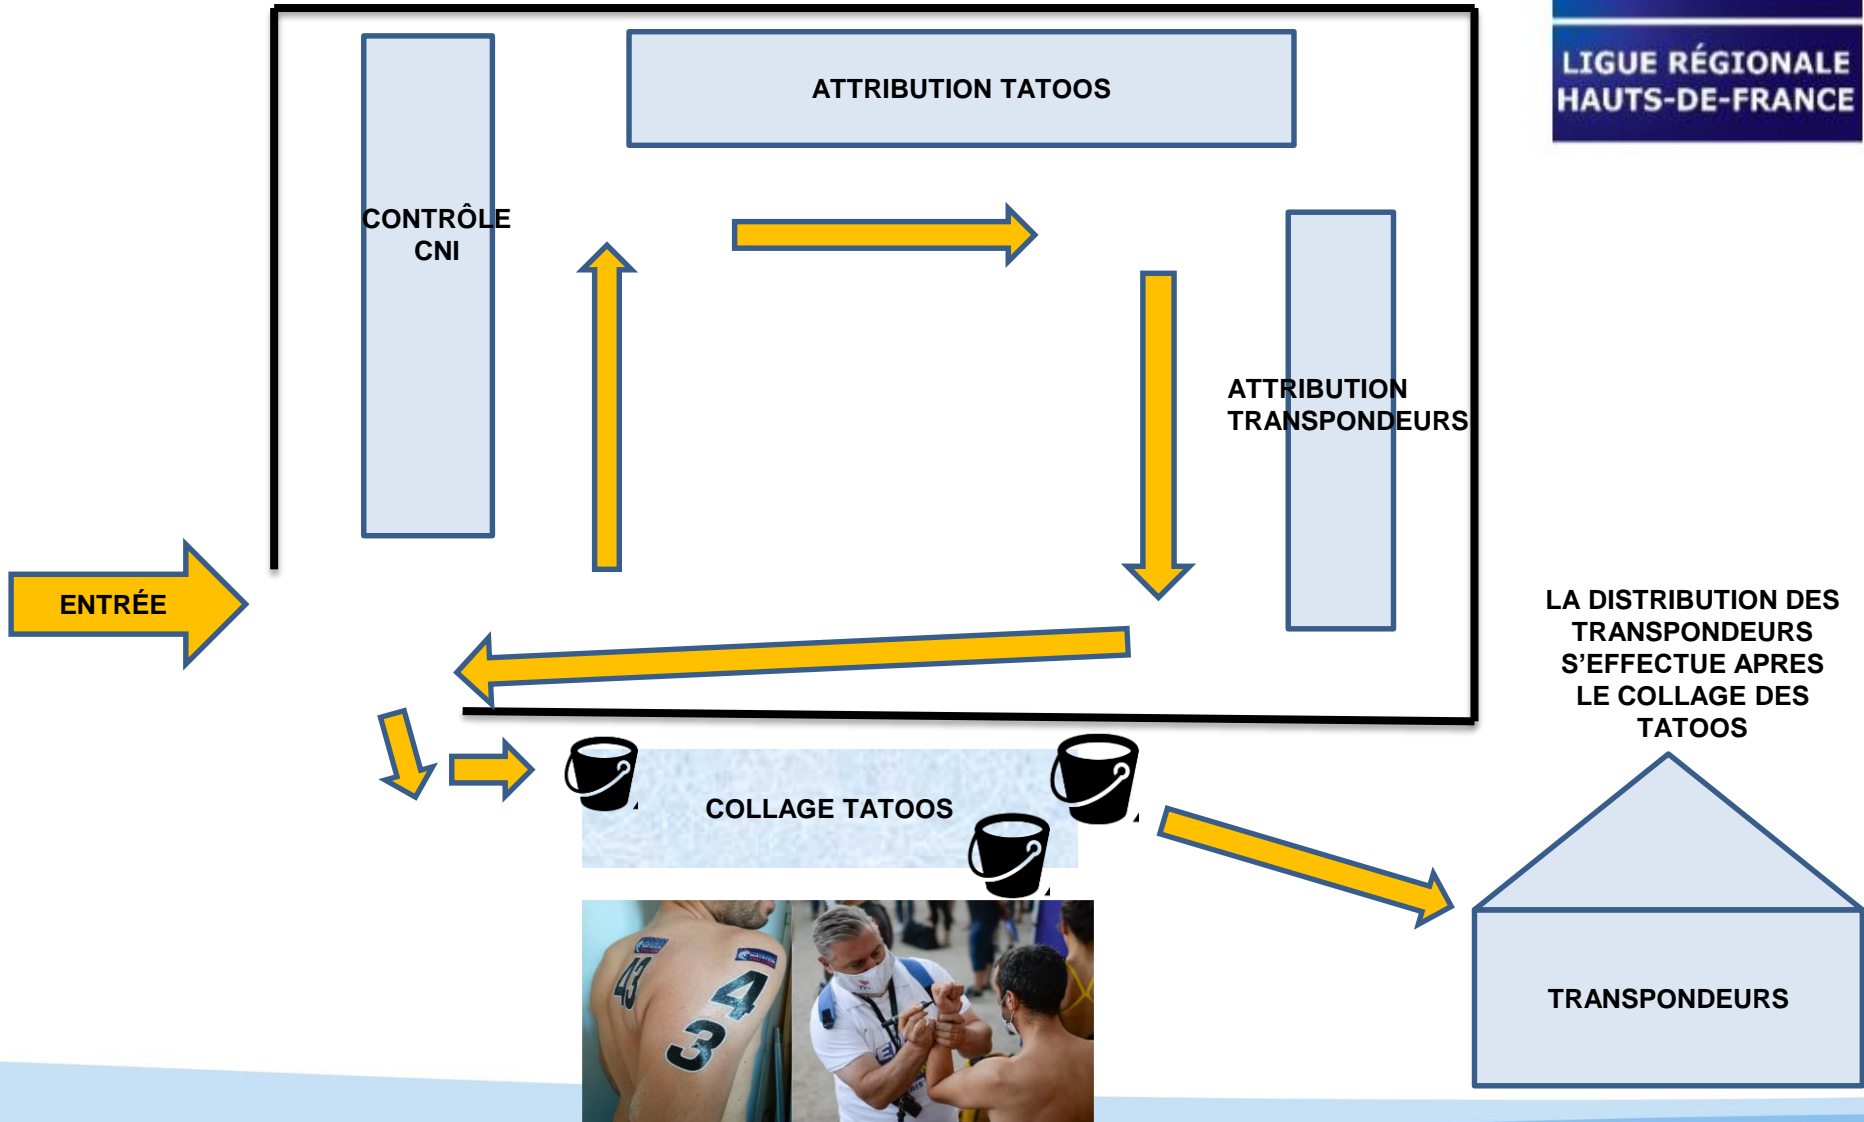 LIGUE RÉGIONALE
HAUTS-DE-FRANCE
ATTRIBUTION TATOOS
CONTRÔLE
CNI
ATTRIBUTION
TRANSPONDEURS
ENTRÉE
LA DISTRIBUTION DES
TRANSPONDEURS
S’EFFECTUE APRES
LE COLLAGE DES
TATOOS
COLLAGE TATOOS
TRANSPONDEURS
43
4
3